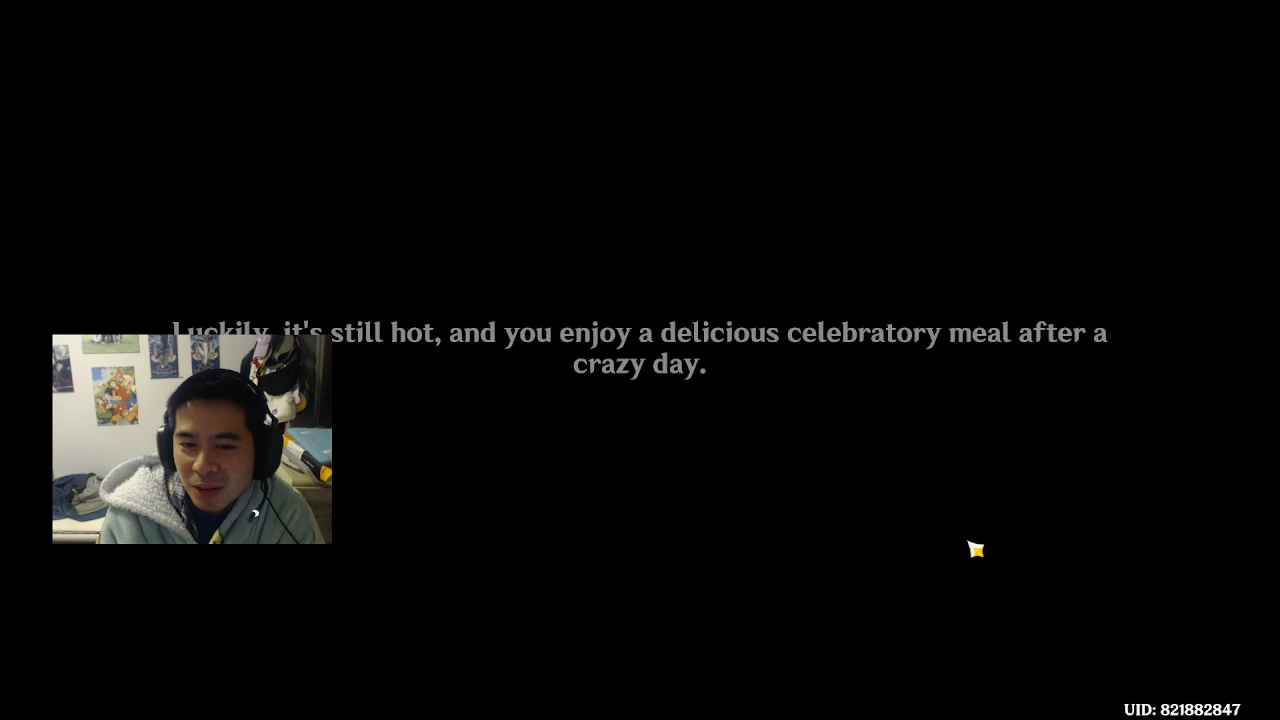 Luckily, it's still hot, and you enjoy a delicious celebratory meal after a
crazy day.
UID: 821882847